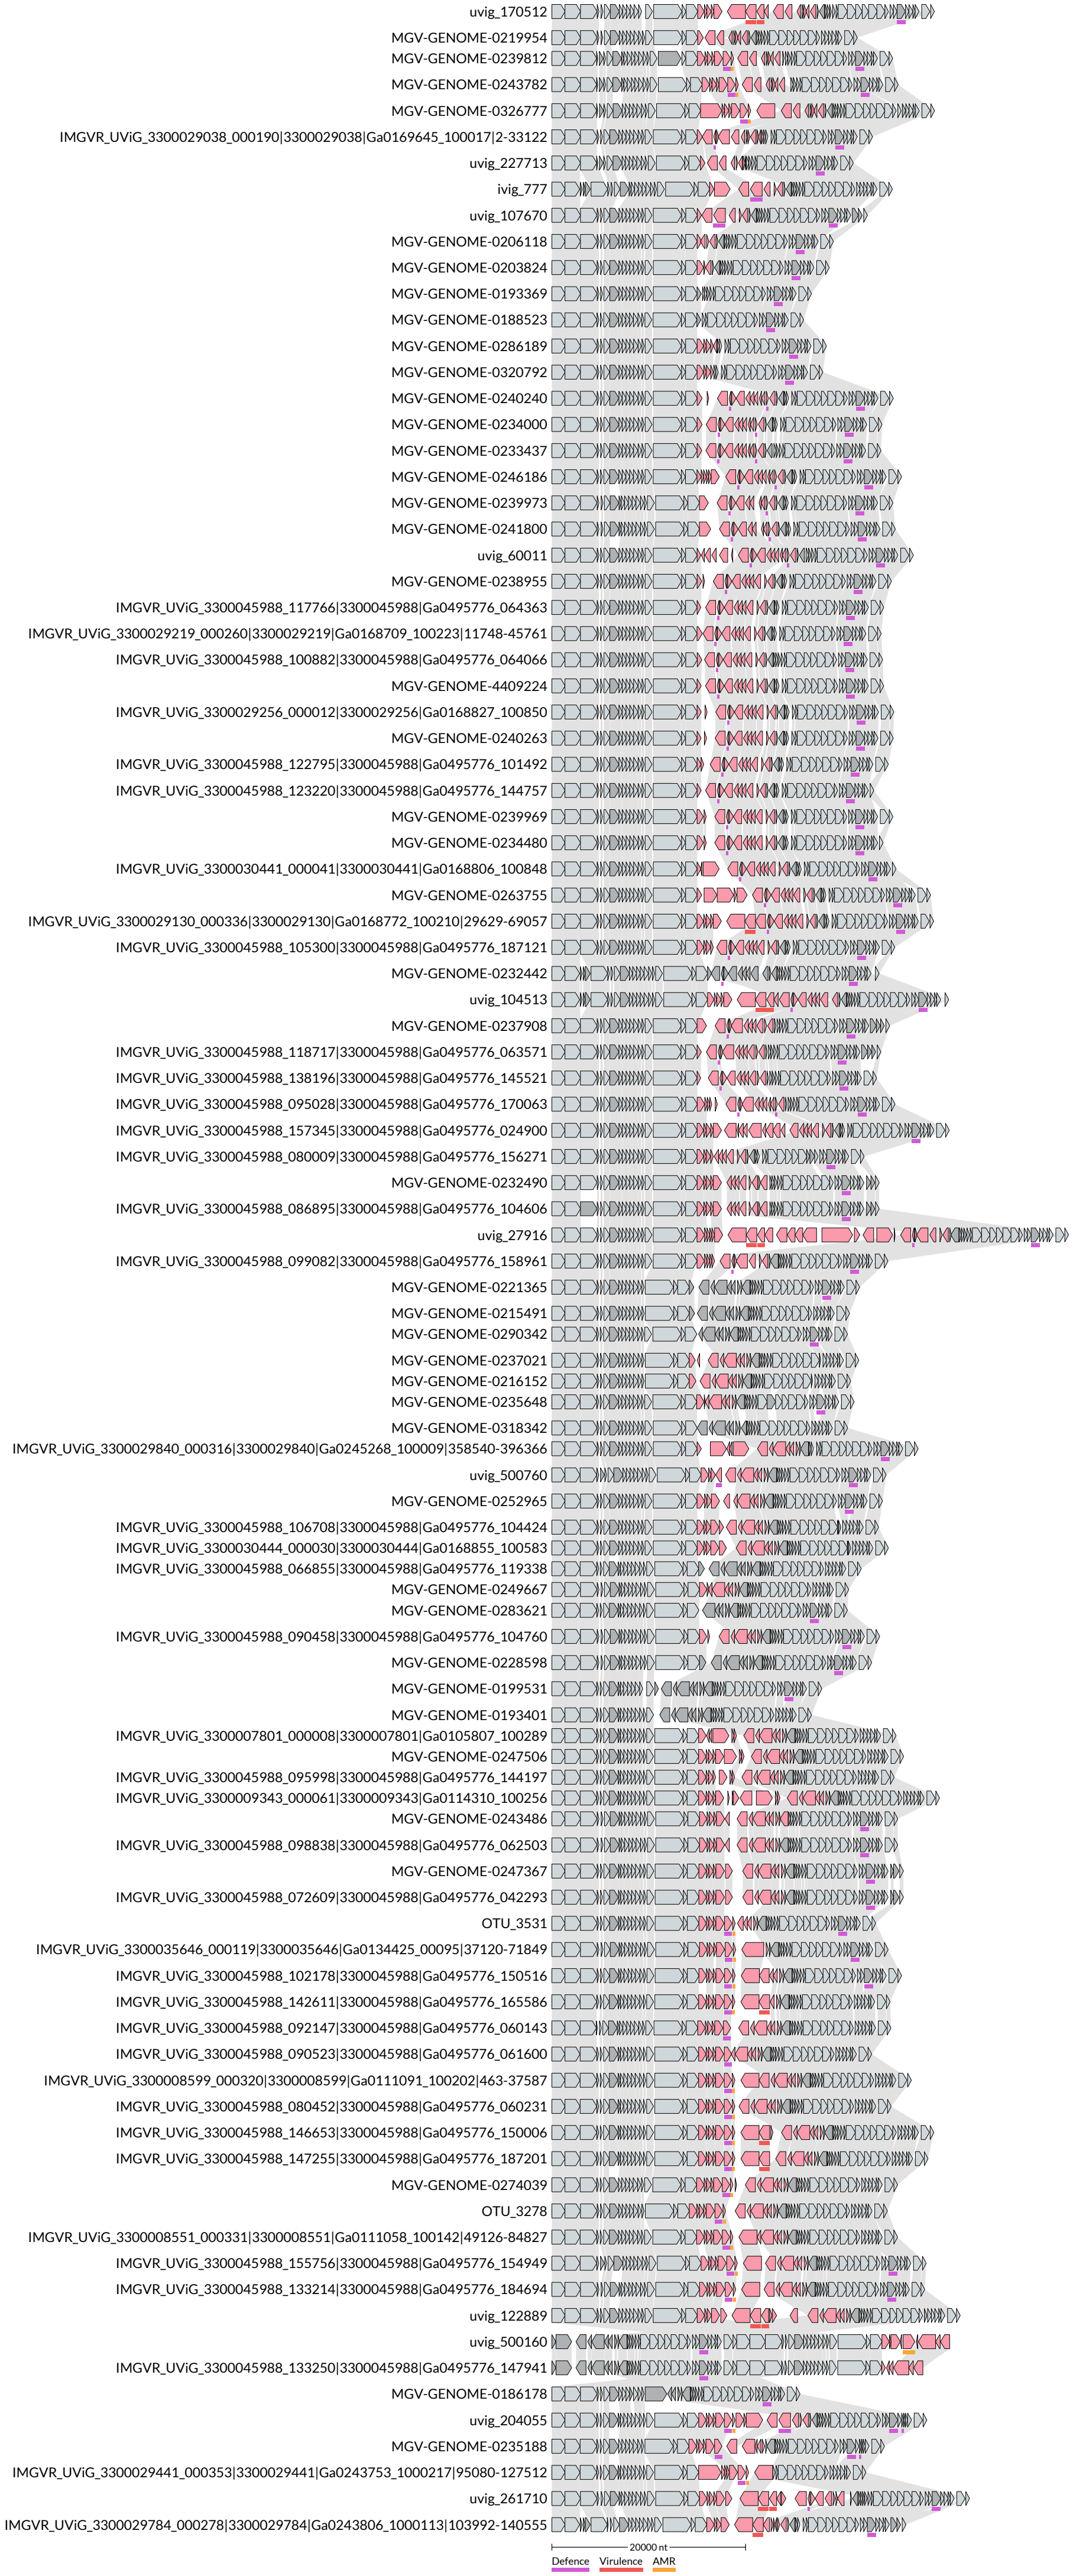 uvig_170512
MGV-GENOME-0219954
MGV-GENOME-0239812
MGV-GENOME-0243782
MGV-GENOME-0326777
IMGVR_UViG_3300029038_000190|3300029038|Ga0169645_100017|2-33122
uvig_227713
ivig_777
uvig_107670
MGV-GENOME-0206118
MGV-GENOME-0203824
MGV-GENOME-0193369
MGV-GENOME-0188523
MGV-GENOME-0286189
MGV-GENOME-0320792
MGV-GENOME-0240240
MGV-GENOME-0234000
MGV-GENOME-0233437
MGV-GENOME-0246186
MGV-GENOME-0239973
MGV-GENOME-0241800
uvig_60011
MGV-GENOME-0238955
IMGVR_UViG_3300045988_117766|3300045988|Ga0495776_064363
IMGVR_UViG_3300029219_000260|3300029219|Ga0168709_100223|11748-45761
IMGVR_UViG_3300045988_100882|3300045988|Ga0495776_064066
MGV-GENOME-4409224
IMGVR_UViG_3300029256_000012|3300029256|Ga0168827_100850
MGV-GENOME-0240263
IMGVR_UViG_3300045988_122795|3300045988|Ga0495776_101492
IMGVR_UViG_3300045988_123220|3300045988|Ga0495776_144757
MGV-GENOME-0239969
MGV-GENOME-0234480
IMGVR_UViG_3300030441_000041|3300030441|Ga0168806_100848
MGV-GENOME-0263755
IMGVR_UViG_3300029130_000336|3300029130|Ga0168772_100210|29629-69057
IMGVR_UViG_3300045988_105300|3300045988|Ga0495776_187121
MGV-GENOME-0232442
uvig_104513
MGV-GENOME-0237908
IMGVR_UViG_3300045988_118717|3300045988|Ga0495776_063571
IMGVR_UViG_3300045988_138196|3300045988|Ga0495776_145521
IMGVR_UViG_3300045988_095028|3300045988|Ga0495776_170063
IMGVR_UViG_3300045988_157345|3300045988|Ga0495776_024900
IMGVR_UViG_3300045988_080009|3300045988|Ga0495776_156271
MGV-GENOME-0232490
IMGVR_UViG_3300045988_086895|3300045988|Ga0495776_104606
uvig_27916
IMGVR_UViG_3300045988_099082|3300045988|Ga0495776_158961
MGV-GENOME-0221365
MGV-GENOME-0215491
MGV-GENOME-0290342
MGV-GENOME-0237021
MGV-GENOME-0216152
MGV-GENOME-0235648
MGV-GENOME-0318342
IMGVR_UViG_3300029840_000316|3300029840|Ga0245268_100009|358540-396366
uvig_500760
MGV-GENOME-0252965
IMGVR_UViG_3300045988_106708|3300045988|Ga0495776_104424
IMGVR_UViG_3300030444_000030|3300030444|Ga0168855_100583
IMGVR_UViG_3300045988_066855|3300045988|Ga0495776_119338
MGV-GENOME-0249667
MGV-GENOME-0283621
IMGVR_UViG_3300045988_090458|3300045988|Ga0495776_104760
MGV-GENOME-0228598
MGV-GENOME-0199531
MGV-GENOME-0193401
IMGVR_UViG_3300007801_000008|3300007801|Ga0105807_100289
MGV-GENOME-0247506
IMGVR_UViG_3300045988_095998|3300045988|Ga0495776_144197
IMGVR_UViG_3300009343_000061|3300009343|Ga0114310_100256
MGV-GENOME-0243486
IMGVR_UViG_3300045988_098838|3300045988|Ga0495776_062503
MGV-GENOME-0247367
IMGVR_UViG_3300045988_072609|3300045988|Ga0495776_042293
OTU_3531
IMGVR_UViG_3300035646_000119|3300035646|Ga0134425_00095|37120-71849
IMGVR_UViG_3300045988_102178|3300045988|Ga0495776_150516
IMGVR_UViG_3300045988_142611|3300045988|Ga0495776_165586
IMGVR_UViG_3300045988_092147|3300045988|Ga0495776_060143
IMGVR_UViG_3300045988_090523|3300045988|Ga0495776_061600
IMGVR_UViG_3300008599_000320|3300008599|Ga0111091_100202|463-37587
IMGVR_UViG_3300045988_080452|3300045988|Ga0495776_060231
IMGVR_UViG_3300045988_146653|3300045988|Ga0495776_150006
IMGVR_UViG_3300045988_147255|3300045988|Ga0495776_187201
MGV-GENOME-0274039
OTU_3278
IMGVR_UViG_3300008551_000331|3300008551|Ga0111058_100142|49126-84827
IMGVR_UViG_3300045988_155756|3300045988|Ga0495776_154949
IMGVR_UViG_3300045988_133214|3300045988|Ga0495776_184694
uvig_122889
uvig_500160
IMGVR_UViG_3300045988_133250|3300045988|Ga0495776_147941
MGV-GENOME-0186178
uvig_204055
MGV-GENOME-0235188
IMGVR_UViG_3300029441_000353|3300029441|Ga0243753_1000217|95080-127512
uvig_261710
IMGVR_UViG_3300029784_000278|3300029784|Ga0243806_1000113|103992-140555
20000 nt
Defence Virulence AMR